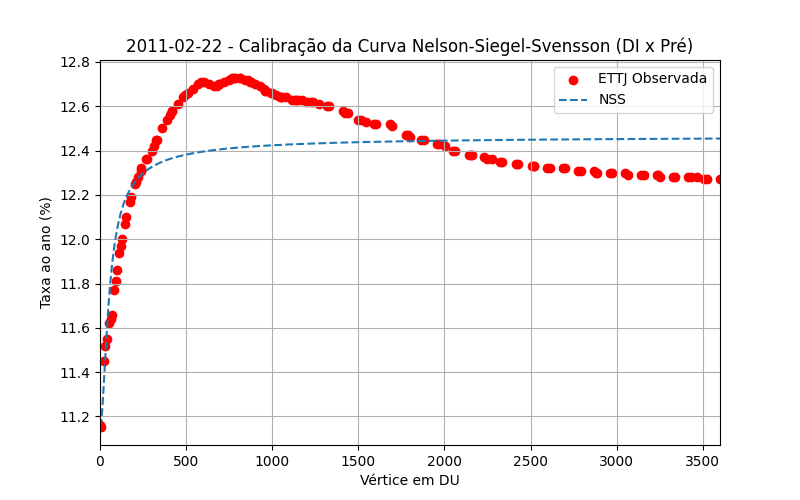 2011-02-22 - Calibração da Curva Nelson-Siegel-Svensson (DI x Pré)
12.8
12.6
12.4
12.2
12.0
11.8
11.6
11.4
11.2
Taxa ao ano (%)
ETTJ Observada
NSS
0 500 1000 1500 2000 2500 3000 3500
Vértice em DU